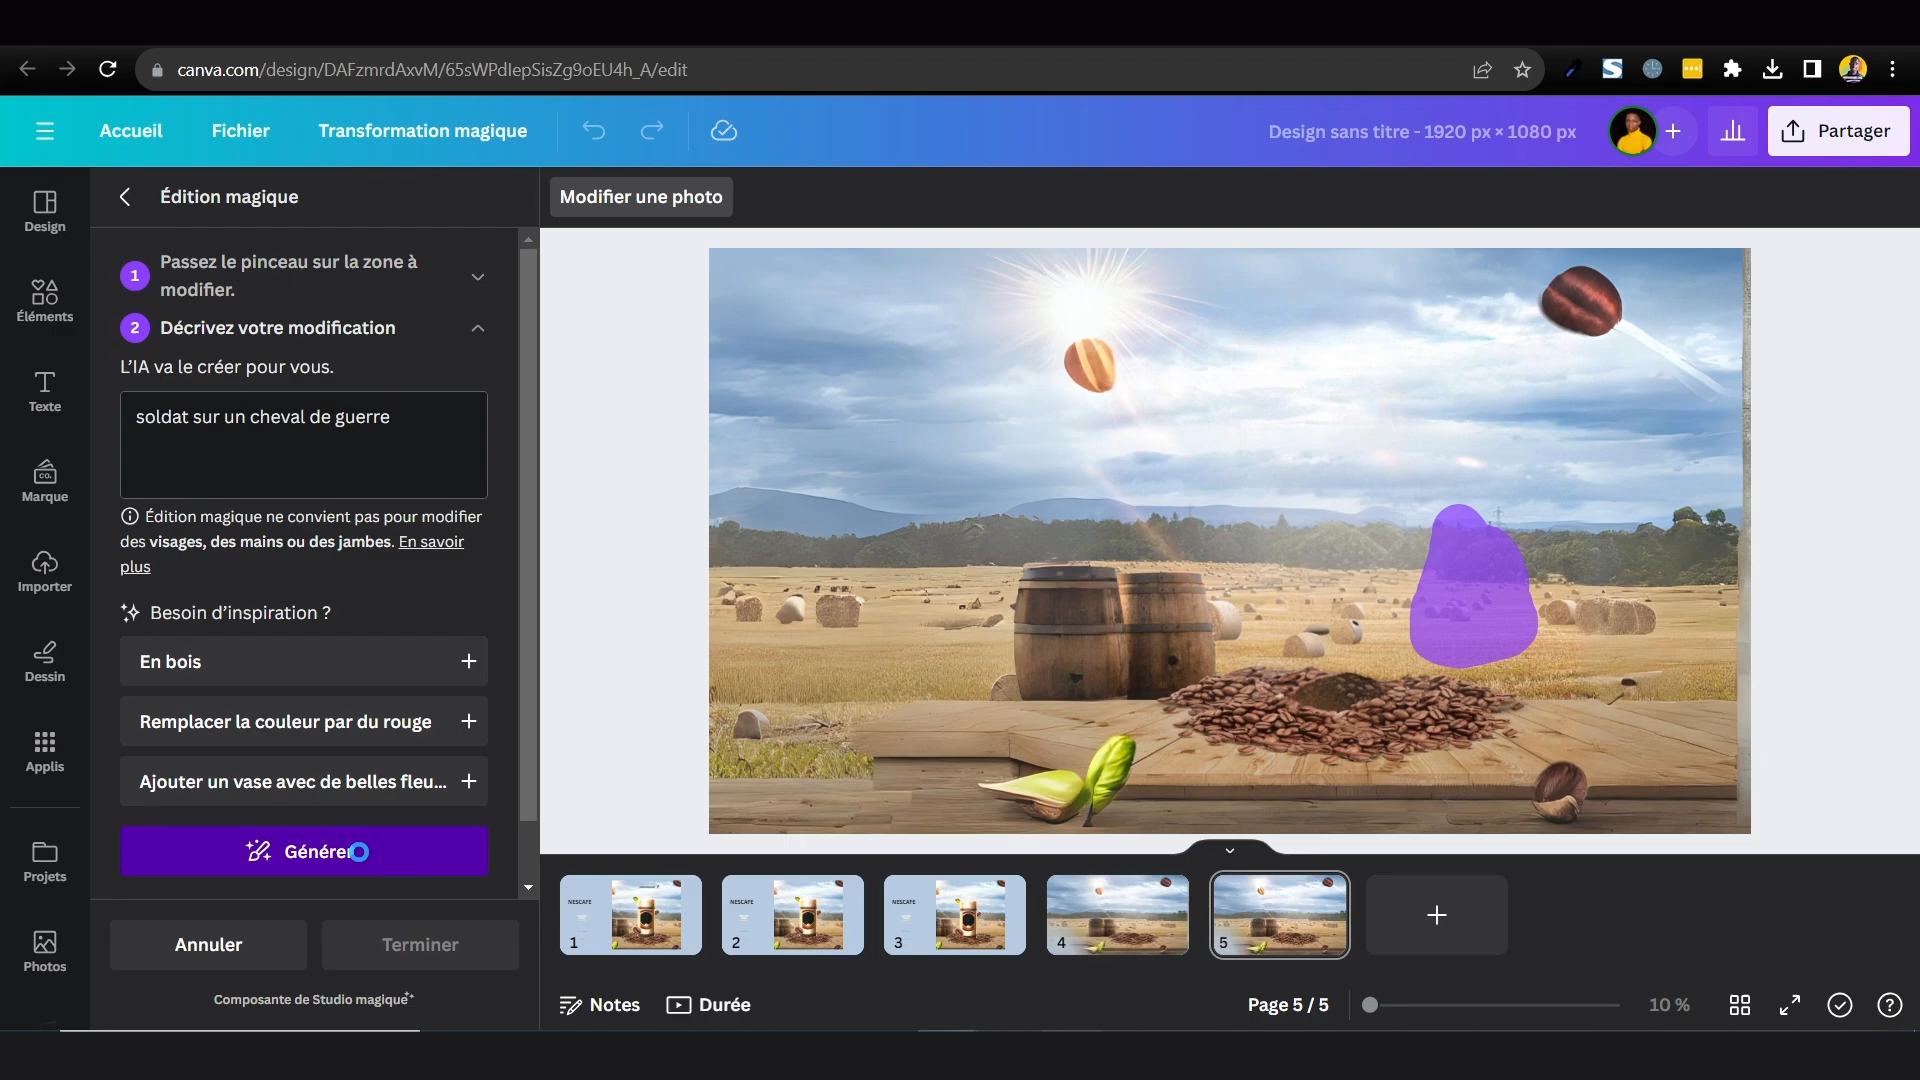 canva.com/design/DAFzmrdAxvM/65sWPdlepSisZg9oEU4h_A/edit
Accueil
Fichier
Transformation magique
Design sans titre - 1920 px × 1080 px
Partager
Design
Éléments
Texte
Marque
Importer
Dessin
Applis
Projets
Photos
Édition magique
1
Passez le pinceau sur la zone à
modifier.
2
Décrivez votre modification
L'IA va le créer pour vous.
soldat sur un cheval de guerre
Édition magique ne convient pas pour modifier
des visages, des mains ou des jambes. En savoir
plus
Besoin d'inspiration ?
En bois
Remplacer la couleur par du rouge
Ajouter un vase avec de belles fleu...
Générer
Annuler
Terminer
Composante de Studio magique
Modifier une photo
NESCAFE
1
NESCAFE
2
NESCAFE
3
4
5
Notes
Durée
Page 5 / 5
10 %